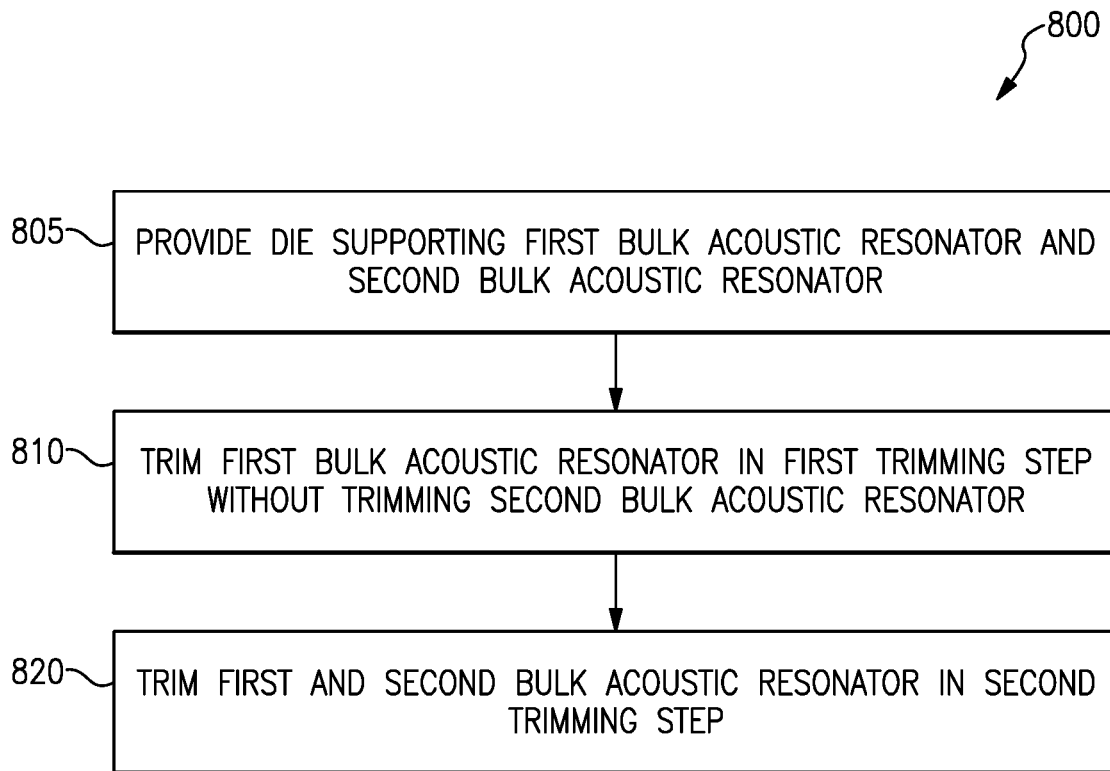 800
805
PROVIDE DIE SUPPORTING FIRST BULK ACOUSTIC RESONATOR AND
SECOND BULK ACOUSTIC RESONATOR
810
TRIM FIRST BULK ACOUSTIC RESONATOR IN FIRST TRIMMING STEP
WITHOUT TRIMMING SECOND BULK ACOUSTIC RESONATOR
820
TRIM FIRST AND SECOND BULK ACOUSTIC RESONATOR IN SECOND
TRIMMING STEP